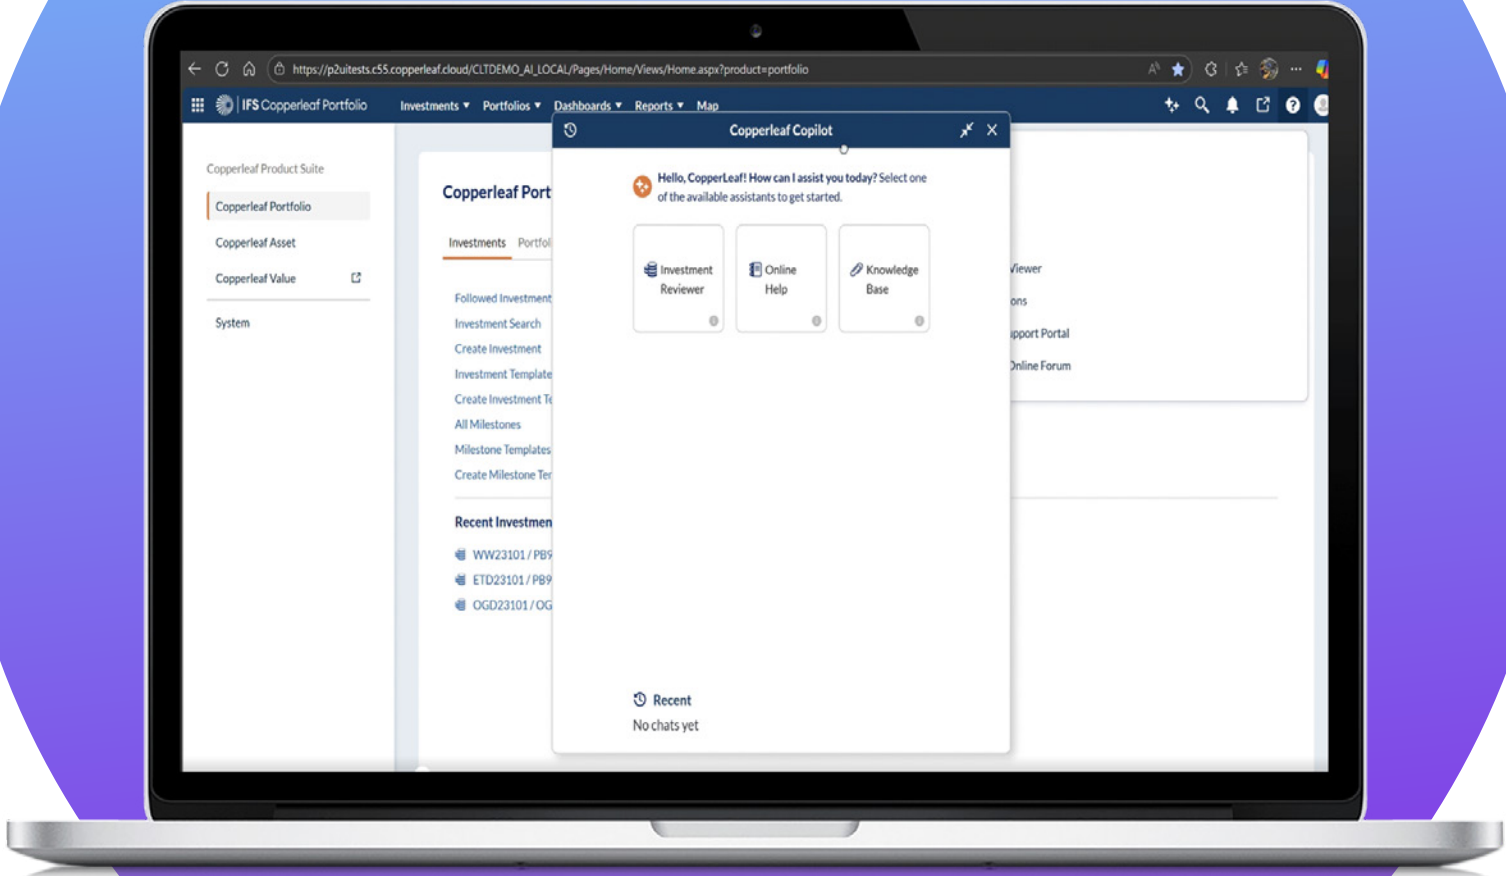 https://p2uitests.c55.copperleaf.cloud/CLTDEMO_AI_LOCAL/Pages/Home/Views/Home.aspx?product=portfolio
IFS Copperleaf Portfolio
Investments Portfolios Dashboards Reports Map
Copperleaf Product Suite
Copperleaf Portfolio
Copperleaf Asset
Copperleaf Value
System
Copperleaf Port
Investments Portfoli
Followed Investment
Investment Search
Create Investment
Investment Template
Create Investment Te
All Milestones
Milestone Templates
Create Milestone Ter
Recent Investmen
WW23101 / PB9
ETD23101 / PB9
OGD23101 / OG
Copperleaf Copilot
Hello, CopperLeaf! How can I assist you today? Select one
of the available assistants to get started.
Investment
Reviewer
Online
Help
Knowledge
Base
Recent
No chats yet
Viewer
ons
upport Portal
Online Forum